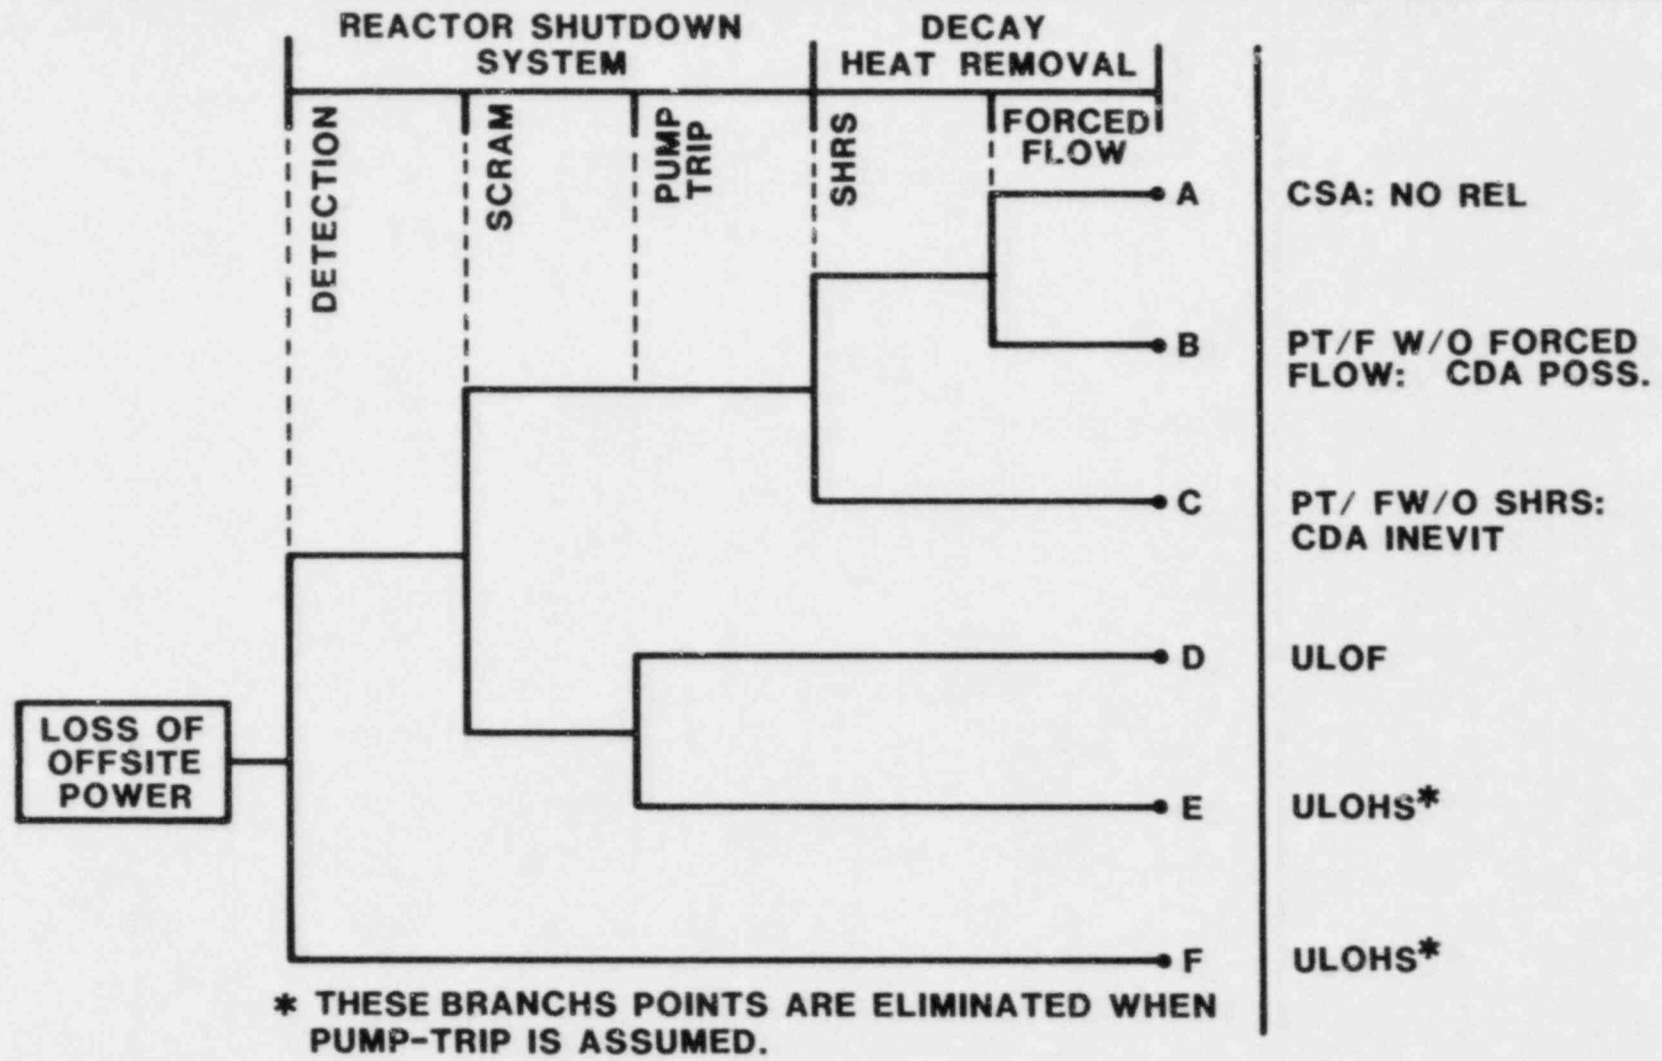 REACTOR SHUTDOWN
SYSTEM
DECAY
HEAT REMOVAL
DETECTION
SCRAM
PUMP
TRIP
SHRS
FORCED
FLOW
A
CSA: NO REL
B
PT/F W/O FORCED
FLOW: CDA POSS.
C
PT/ FW/O SHRS:
CDA INEVIT
D
ULOF
LOSS OF
OFFSITE
POWER
E
ULOHS*
F
ULOHS*
* THESE BRANCHS POINTS ARE ELIMINATED WHEN
PUMP-TRIP IS ASSUMED.